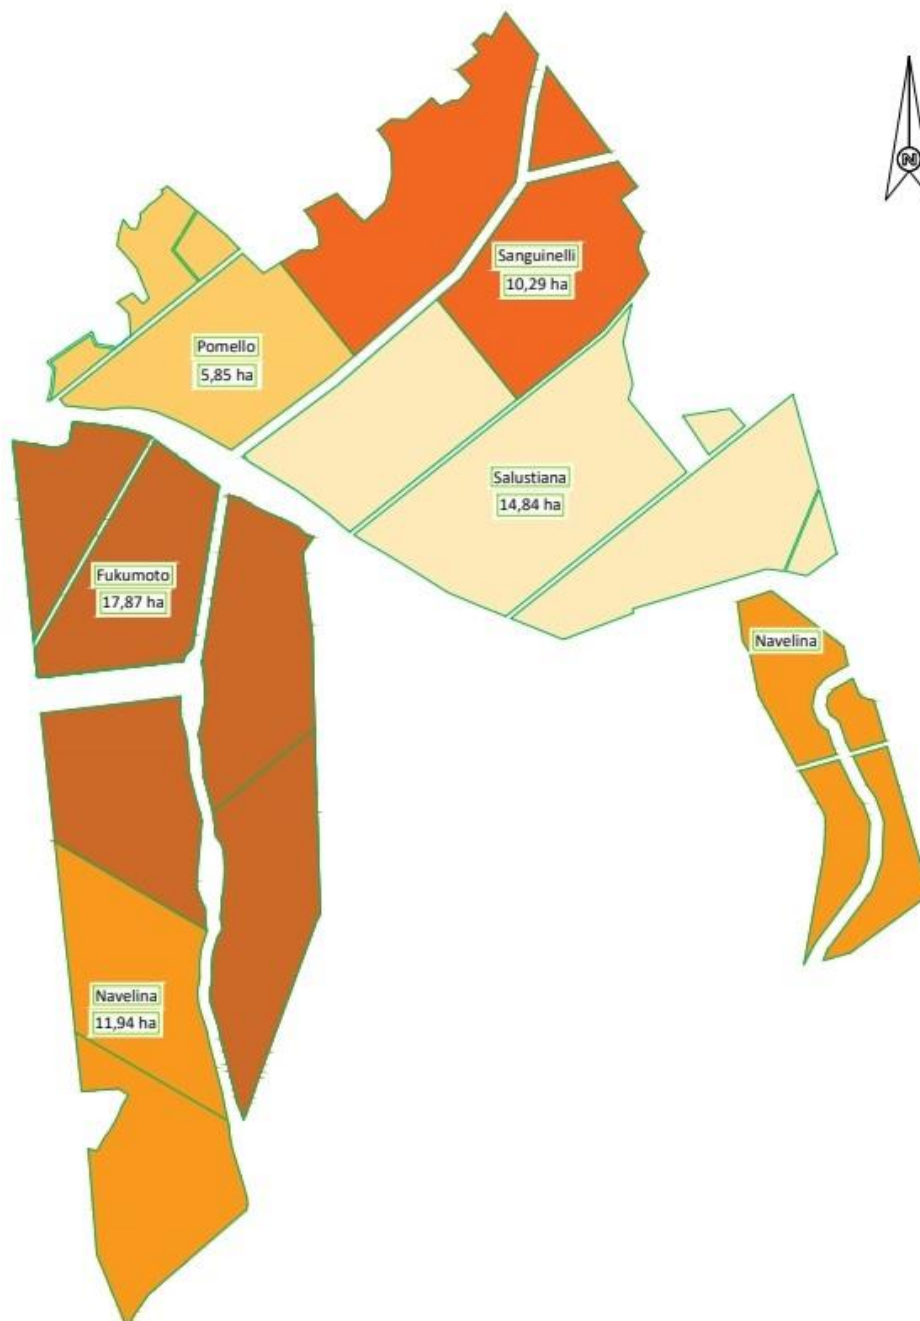 N
Sanguinelli
10,29 ha
Pomello
5,85 ha
Salustiana
14,84 ha
Fukumoto
17,87 ha
Navelina
Navelina
11,94 ha